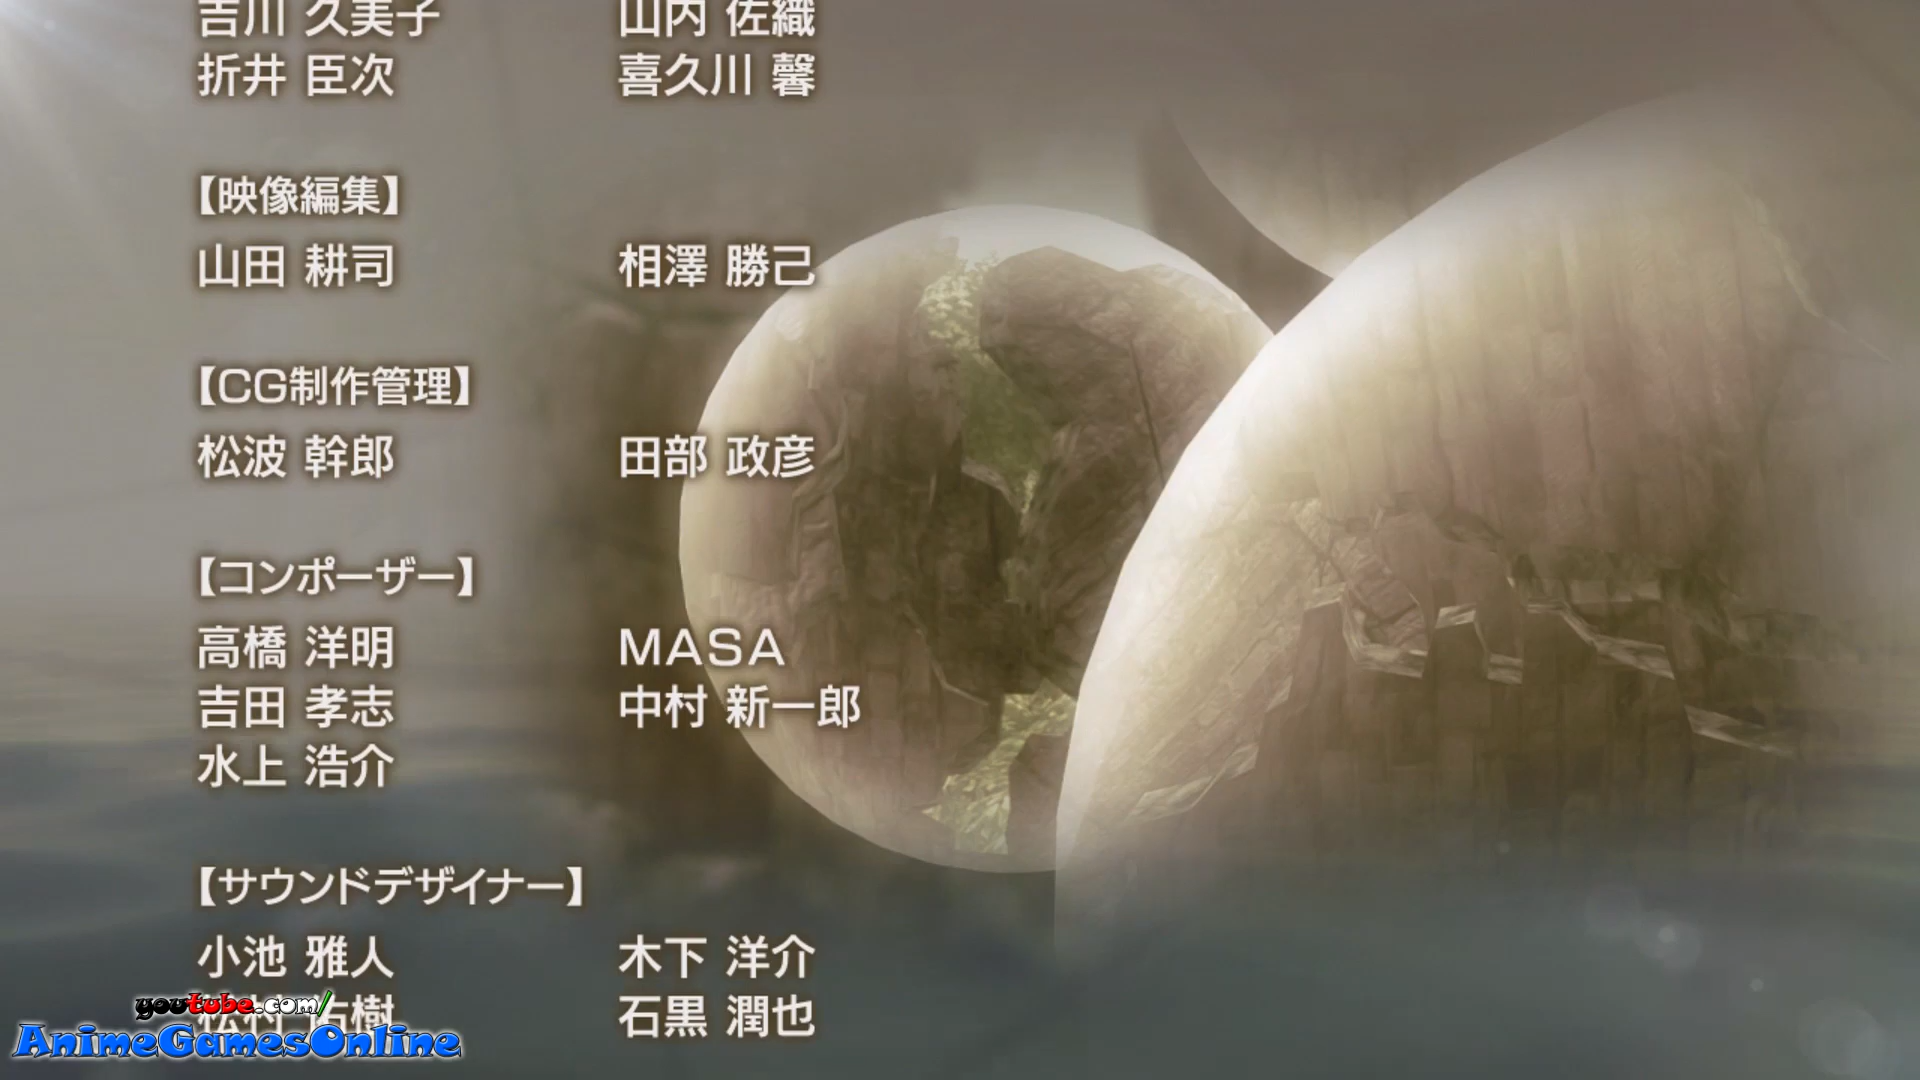 吉川 久美子 山内 佐織
折井 臣次 喜久川 馨
【映像編集】
山田 耕司 相澤 勝己
【CG制作管理】
松波 幹郎 田部 政彦
【コンポーザー】
高橋 洋明 MASA
吉田 孝志 中村 新一郎
水上 浩介
【サウンドデザイナー】
小池 雅人 木下 洋介
松村 祐樹 石黒 潤也
youtube.com/
AnimeGamesOnline